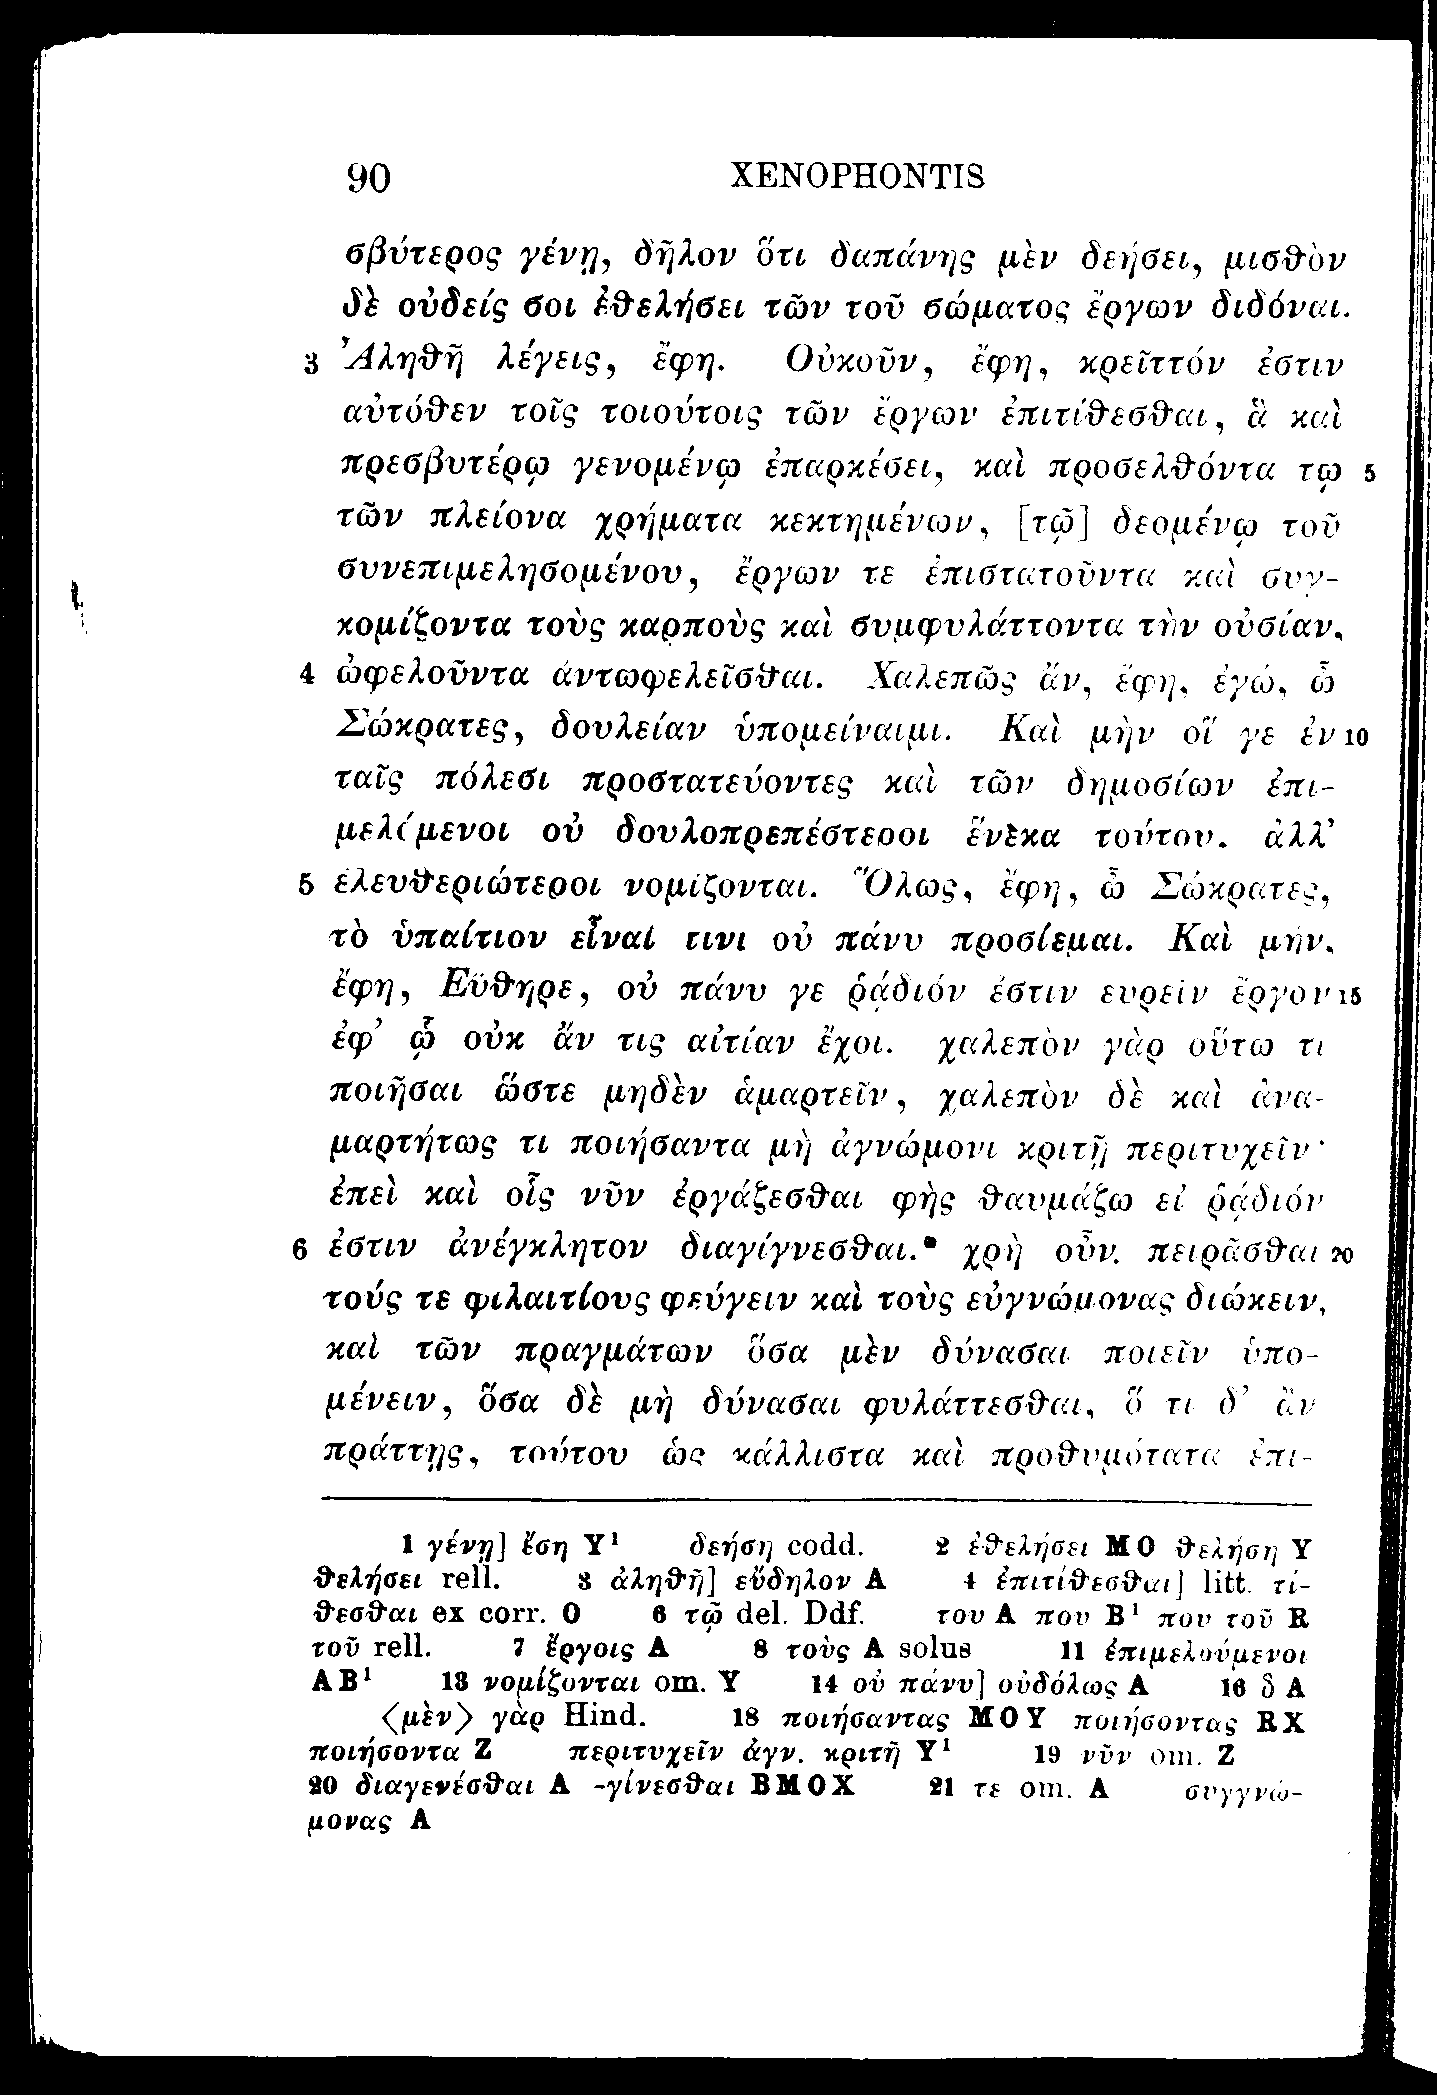 90 XENOPHONTIS
σβύτερος γένῃ, δῆλον ὅτι δαπάνης μὲν δεήσει, μισθὸν
δὲ οὐδείς σοι ἐθελήσει τῶν τοῦ σώματος ἔργων διδόναι.
3 Ἀληθῆ λέγεις, ἔφη. Οὐκοῦν, ἔφη, κρεῖττόν ἐστιν
αὐτόθεν τοῖς τοιούτοις τῶν ἔργων ἐπιτίθεσθαι, ἃ καὶ
πρεσβυτέρῳ γενομένῳ ἐπαρκέσει, καὶ προσελθόντα τῳ 5
τῶν πλείονα χρήματα κεκτημένων, [τῷ] δεομένῳ τοῦ
συνεπιμελησομένου, ἔργων τε ἐπιστατοῦντα καὶ συγ-
κομίζοντα τοὺς καρποὺς καὶ συμφυλάττοντα τὴν οὐσίαν,
4 ὠφελοῦντα ἀντωφελεῖσθαι. Χαλεπῶς ἄν, ἔφη, ἐγώ, ὦ
Σώκρατες, δουλείαν ὑπομείναιμι. Καὶ μὴν οἵ γε ἐν 10
ταῖς πόλεσι προστατεύοντες καὶ τῶν δημοσίων ἐπι-
μελόμενοι οὐ δουλοπρεπέστεροι ἕνεκα τούτου, ἀλλ’
5 ἐλευθεριώτεροι νομίζονται. Ὅλως, ἔφη, ὦ Σώκρατες,
τὸ ὑπαίτιον εἶναί τινι οὐ πάνυ προσίεμαι. Καὶ μήν,
ἔφη, Εὔθηρε, οὐ πάνυ γε ῥᾴδιόν ἐστιν εὑρεῖν ἔργον 15
ἐφ’ ᾧ οὐκ ἄν τις αἰτίαν ἔχοι. χαλεπὸν γὰρ οὕτω τι
ποιῆσαι ὥστε μηδὲν ἁμαρτεῖν, χαλεπὸν δὲ καὶ ἀνα-
μαρτήτως τι ποιήσαντα μὴ ἀγνώμονι κριτῇ περιτυχεῖν·
ἐπεὶ καὶ οἷς νῦν ἐργάζεσθαι φῂς θαυμάζω εἰ ῥᾴδιόν
6 ἐστιν ἀνέγκλητον διαγίγνεσθαι. χρὴ οὖν πειρᾶσθαι 20
τούς τε φιλαιτίους φεύγειν καὶ τοὺς εὐγνώμονας διώκειν,
καὶ τῶν πραγμάτων ὅσα μὲν δύνασαι ποιεῖν ὑπο-
μένειν, ὅσα δὲ μὴ δύνασαι φυλάττεσθαι, ὅ τι δ’ ἂν
πράττῃς, τούτου ὡς κάλλιστα καὶ προθυμότατα ἐπι-
1 γένῃ] ἔσῃ Y¹ δεήσῃ codd. 2 ἐθελήσει MO θελήσῃ Y
θελήσει rell. 3 ἀληθῆ] εὔδηλον A 4 ἐπιτίθεσθαι] litt. τί-
θεσθαι ex corr. O 6 τῷ del. Ddf. του A που B¹ που τοῦ R
τοῦ rell. 7 ἔργοις A 8 τοὺς A solus 11 ἐπιμελούμενοι
AB¹ 13 νομίζονται om. Y 14 οὐ πάνυ] οὐδόλως A 16 ὃ A
⟨μὲν⟩ γὰρ Hind. 18 ποιήσαντας MOY ποιήσοντας RX
ποιήσοντα Z περιτυχεῖν ἀγν. κριτῇ Y¹ 19 νῦν om. Z
20 διαγενέσθαι A -γίνεσθαι BMOX 21 τε om. A συγγνώ-
μονας A